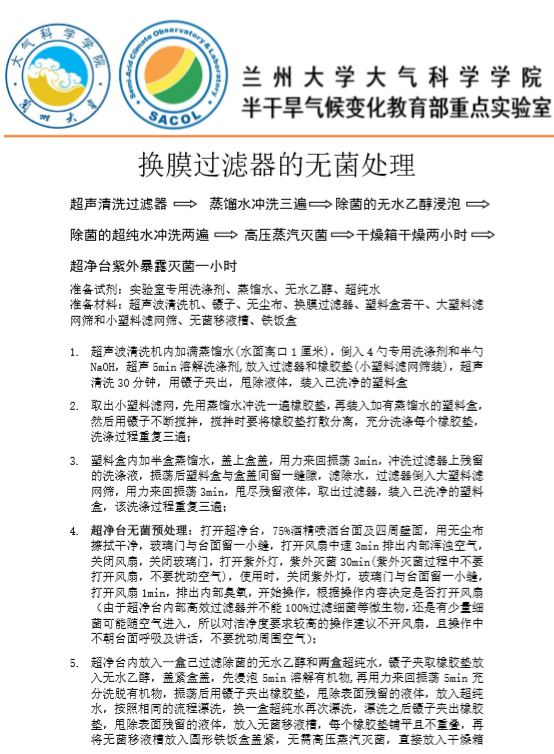 大气科学学院
兰州大学
Semi-Arid Climate Observatory & Laboratory
SACOL
兰州大学大气科学学院
半干旱气候变化教育部重点实验室
换膜过滤器的无菌处理
超声清洗过滤器 ⇨ 蒸馏水冲洗三遍⇨除菌的无水乙醇浸泡 ⇨
除菌的超纯水冲洗两遍 ⇨ 高压蒸汽灭菌⇨干燥箱干燥两小时⇨
超净台紫外暴露灭菌一小时
准备试剂：实验室专用洗涤剂、蒸馏水、无水乙醇、超纯水
准备材料：超声波清洗机、镊子、无尘布、换膜过滤器、塑料盒若干、大塑料滤
网筛和小塑料滤网筛、无菌移液槽、铁饭盒
1. 超声波清洗机内加满蒸馏水(水面离口1厘米)，倒入4勺专用洗涤剂和半勺
NaOH，超声5min溶解洗涤剂,放入过滤器和橡胶垫(小塑料滤网筛装)，超声
清洗30分钟，用镊子夹出，甩除液体，装入已洗净的塑料盒
2. 取出小塑料滤网,先用蒸馏水冲洗一遍橡胶垫,再装入加有蒸馏水的塑料盒，
然后用镊子不断搅拌，搅拌时要将橡胶垫打散分离，充分洗涤每个橡胶垫，
洗涤过程重复三遍；
3. 塑料盒内加半盒蒸馏水，盖上盒盖，用力来回振荡3min，冲洗过滤器上残留
的洗涤液，振荡后塑料盒与盒盖间留一缝隙，滤除水，过滤器倒入大塑料滤
网筛，用力来回振荡3min，甩尽残留液体，取出过滤器，装入已洗净的塑料
盒，该洗涤过程重复三遍；
4. 超净台无菌预处理：打开超净台，75%酒精喷洒台面及四周壁面，用无尘布
擦拭干净，玻璃门与台面留一小缝，打开风扇中速3min排出内部浑浊空气，
关闭风扇，关闭玻璃门，打开紫外灯，紫外灭菌30min(紫外灭菌过程中不要
打开风扇，不要扰动空气)，使用时，关闭紫外灯，玻璃门与台面留一小缝，
打开风扇1min，排出内部臭氧，开始操作，根据操作内容决定是否打开风扇
（由于超净台内部高效过滤器并不能100%过滤细菌等微生物,还是有少量细
菌可能随空气进入，所以对洁净度要求较高的操作建议不开风扇，且操作中
不朝台面呼吸及讲话，不要扰动周围空气)；
5. 超净台内放入一盒已过滤除菌的无水乙醇和两盒超纯水，镊子夹取橡胶垫放
入无水乙醇，盖紧盒盖，先浸泡5min溶解有机物,再用力来回振荡5min充
分洗脱有机物，振荡后用镊子夹出橡胶垫，甩除表面残留的液体，放入超纯
水，按照相同的流程漂洗，换一盒超纯水再次漂洗，漂洗之后镊子夹出橡胶
垫，甩除表面残留的液体，放入无菌移液槽，每个橡胶垫铺平且不重叠，再
将无菌移液槽放入圆形铁饭盒盖紧，无需高压蒸汽灭菌，直接放入干燥箱